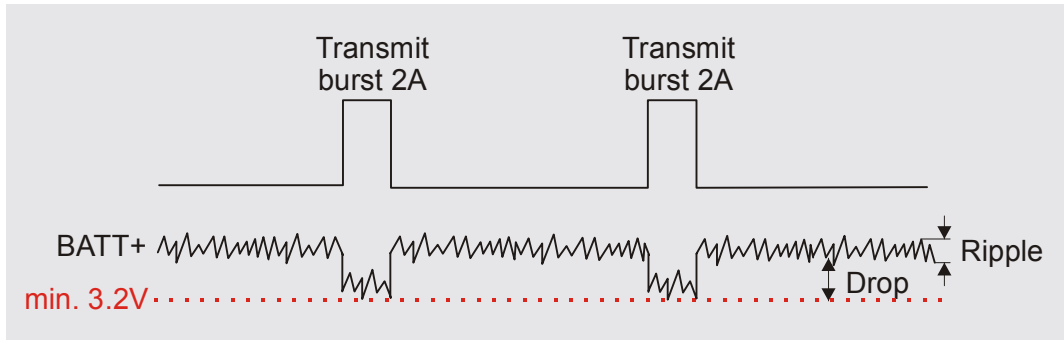 Transmit
burst 2A
Transmit
burst 2A
BATT+
Ripple
Drop
min. 3.2V